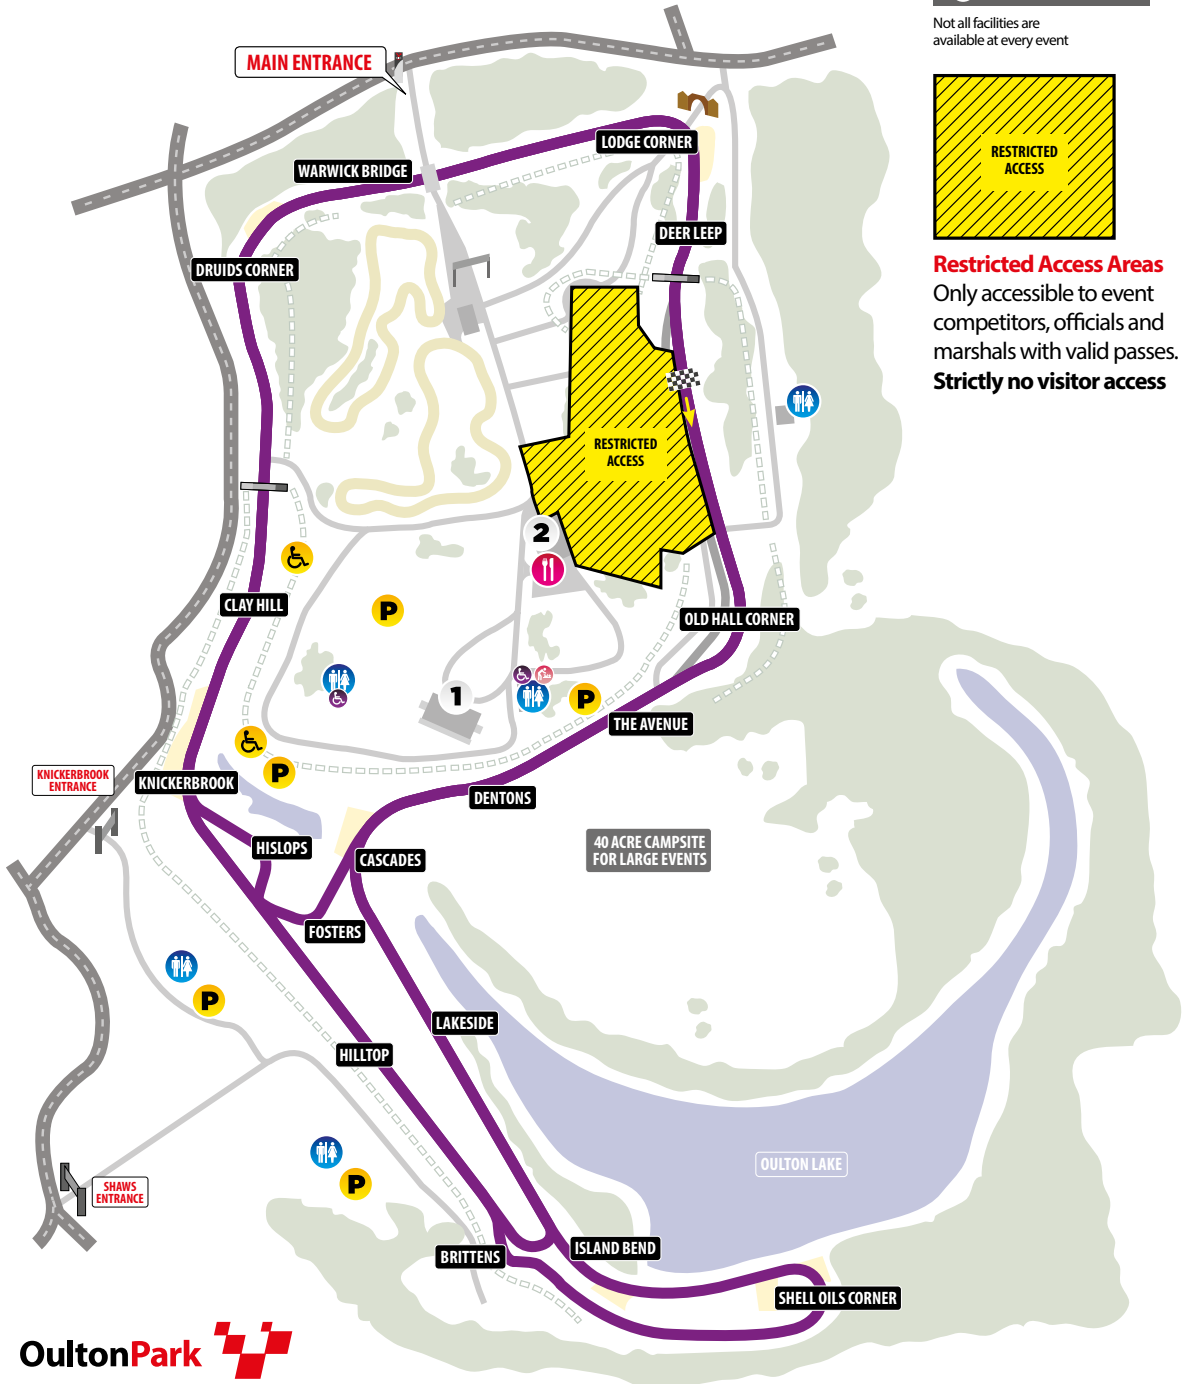 Not all facilities are
available at every event
RESTRICTED
ACCESS
Restricted Access Areas
Only accessible to event
competitors, officials and
marshals with valid passes.
Strictly no visitor access
MAIN ENTRANCE
LODGE CORNER
WARWICK BRIDGE
DEER LEEP
DRUIDS CORNER
RESTRICTED
ACCESS
2
CLAY HILL
P
OLD HALL CORNER
1
P
THE AVENUE
KNICKERBROOK
ENTRANCE
KNICKERBROOK
P
DENTONS
HISLOPS
CASCADES
40 ACRE CAMPSITE
FOR LARGE EVENTS
FOSTERS
P
LAKESIDE
HILLTOP
OULTON LAKE
P
SHAWS
ENTRANCE
BRITTENS
ISLAND BEND
SHELL OILS CORNER
OultonPark